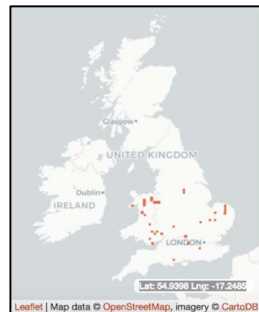 Glasgow
UNITED KINGDOM
Dublin
IRELAND
LONDON
Lat: 54.9398 Lng: -17.2485
Leaflet | Map data © OpenStreetMap, imagery © CartoDB